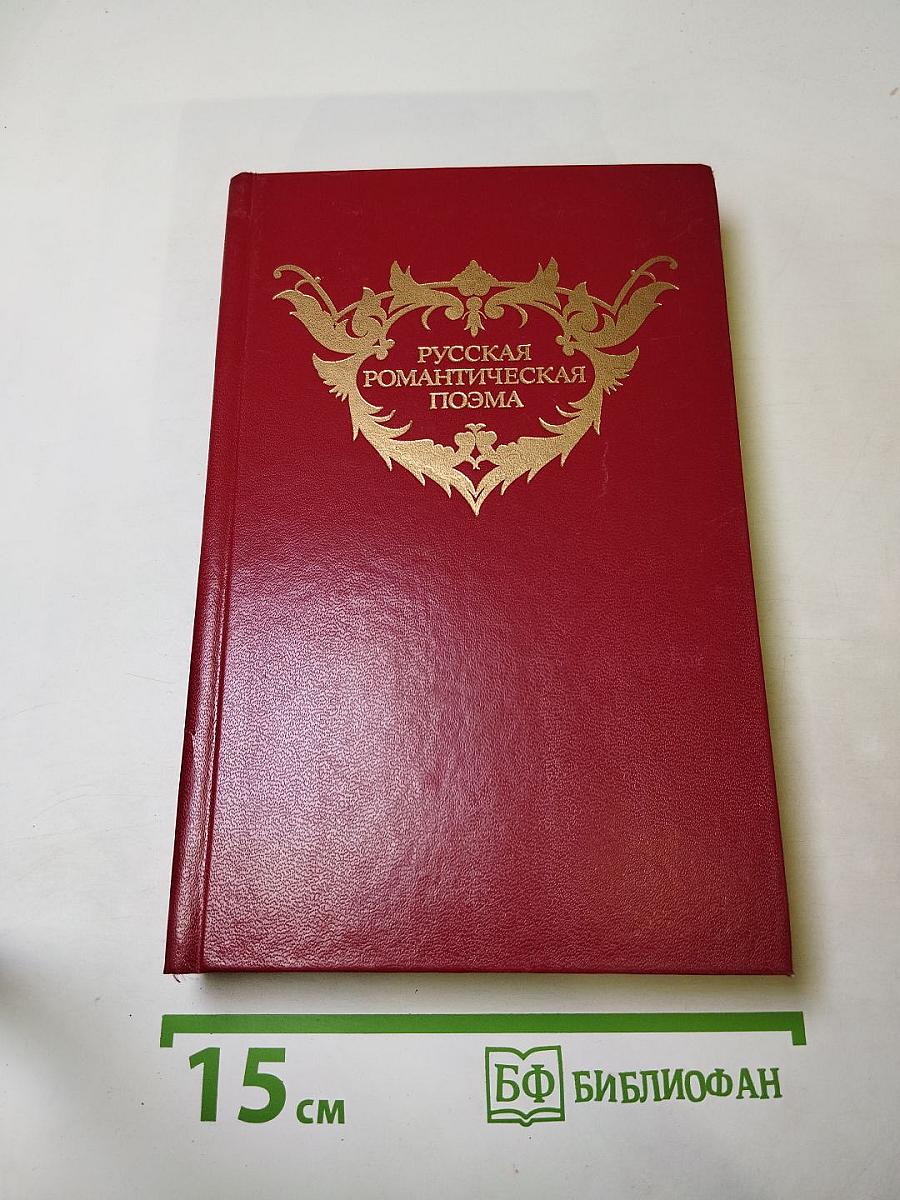 РУССКАЯ
РОМАНТИЧЕСКАЯ
ПОЭМА
15 см
БФ БИБЛИОФАН